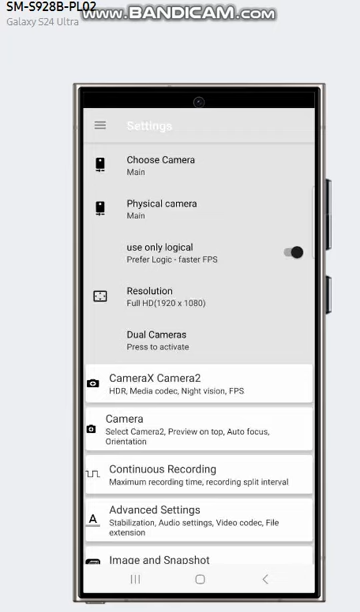 SM-S928B-PL02
www.BANDICAM.com
Galaxy S24 Ultra
Settings
Choose Camera
Main
Physical camera
Main
use only logical
Prefer Logic - faster FPS
Resolution
Full HD(1920 x 1080)
Dual Cameras
Press to activate
CameraX Camera2
HDR, Media codec, Night vision, FPS
Camera
Select Camera2, Preview on top, Auto focus,
Orientation
Continuous Recording
Maximum recording time, recording split interval
Advanced Settings
Stabilization, Audio settings, Video codec, File
extension
Image and Snapshot